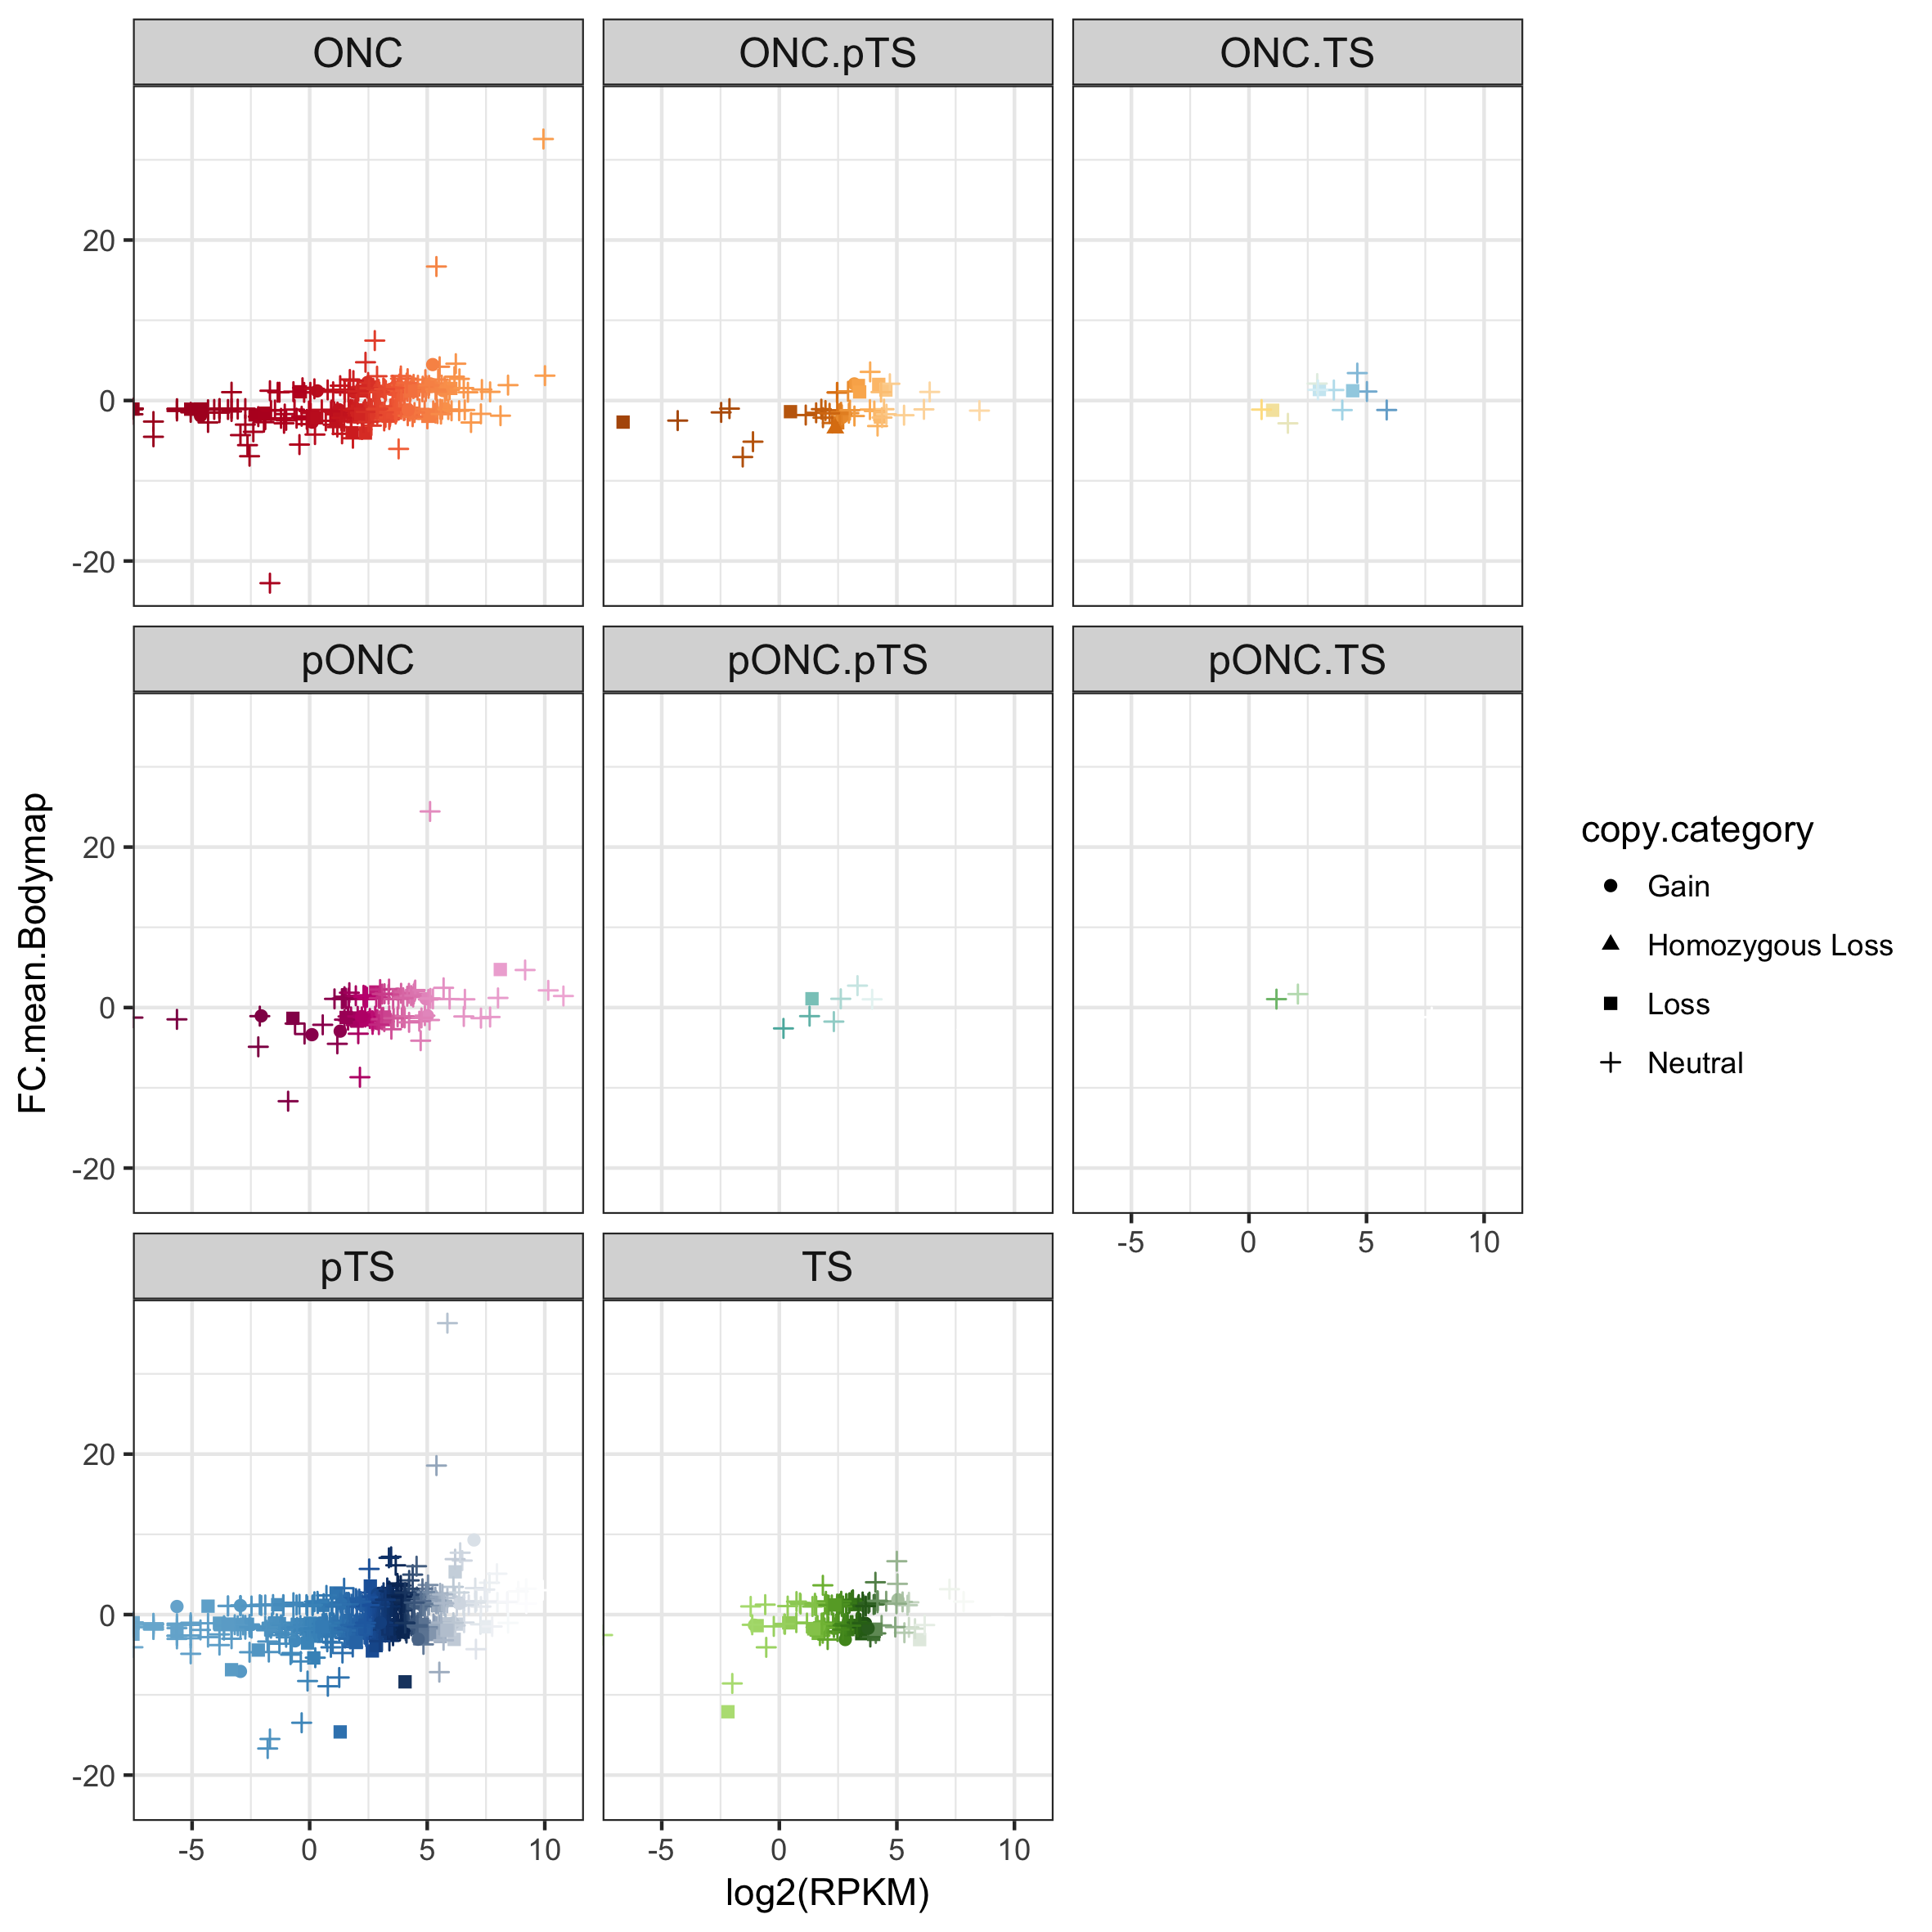 ONC
ONC.pTS
ONC.TS
20
0
-20
pONC
pONC.pTS
pONC.TS
20
0
-20
-5 0 5 10
pTS
TS
20
0
-20
-5 0 5 10
-5 0 5 10
log2(RPKM)
FC.mean.Bodymap
copy.category
Gain
Homozygous Loss
Loss
Neutral